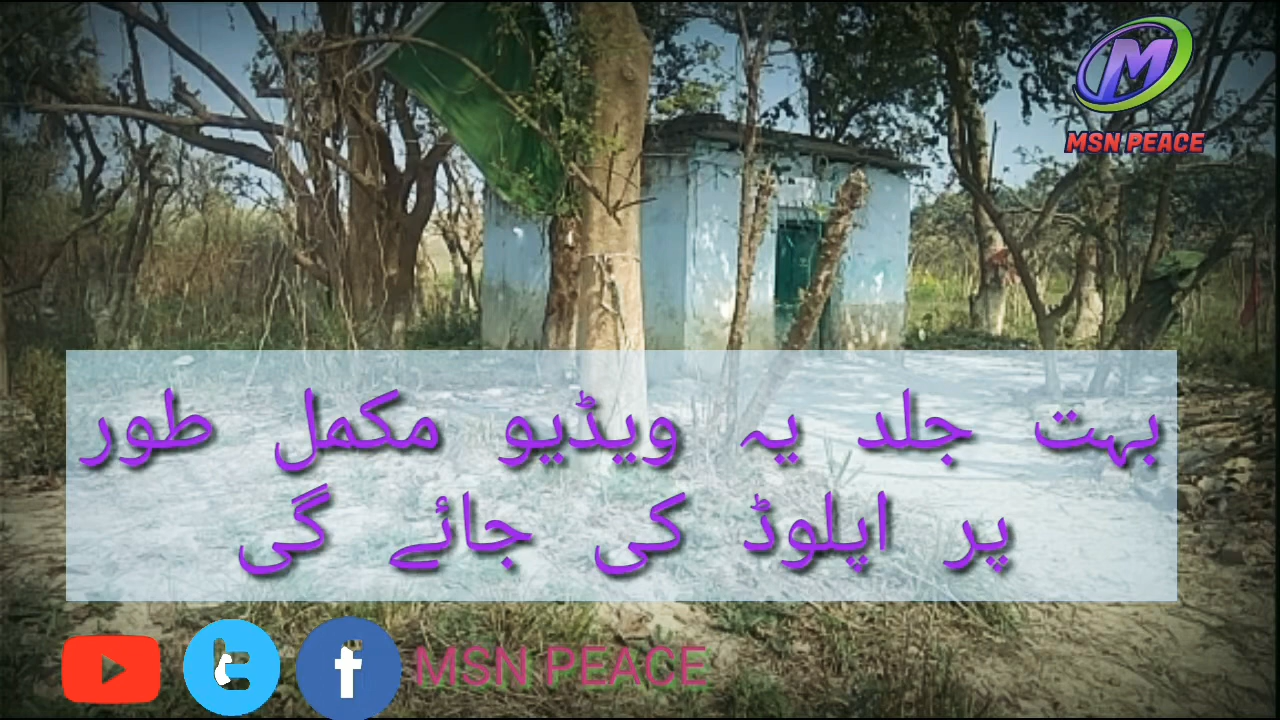 MSN PEACE
بہت جلد یہ ویڈیو مکمل طور
پر اپلوڈ کی جائے گی
MSN PEACE